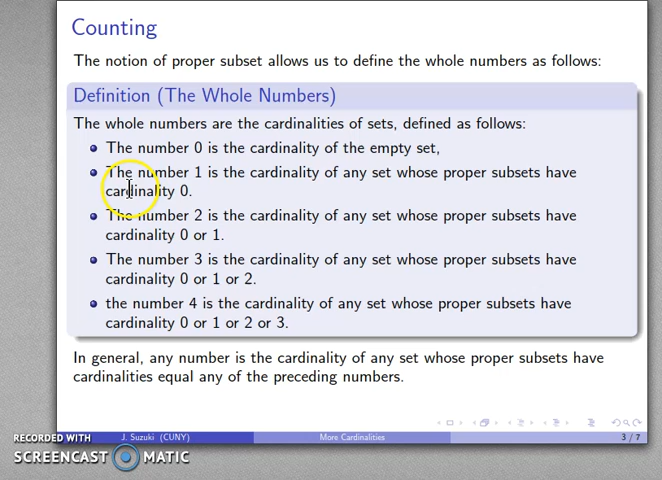 Counting
The notion of proper subset allows us to define the whole numbers as follows:
Definition (The Whole Numbers)
The whole numbers are the cardinalities of sets, defined as follows:
The number 0 is the cardinality of the empty set,
The number 1 is the cardinality of any set whose proper subsets have
cardinality 0.
The number 2 is the cardinality of any set whose proper subsets have
cardinality 0 or 1.
The number 3 is the cardinality of any set whose proper subsets have
cardinality 0 or 1 or 2.
the number 4 is the cardinality of any set whose proper subsets have
cardinality 0 or 1 or 2 or 3.
In general, any number is the cardinality of any set whose proper subsets have
cardinalities equal any of the preceding numbers.
RECORDED WITH
SCREENCAST MATIC
J. Suzuki (CUNY)
More Cardinalities
3 / 7